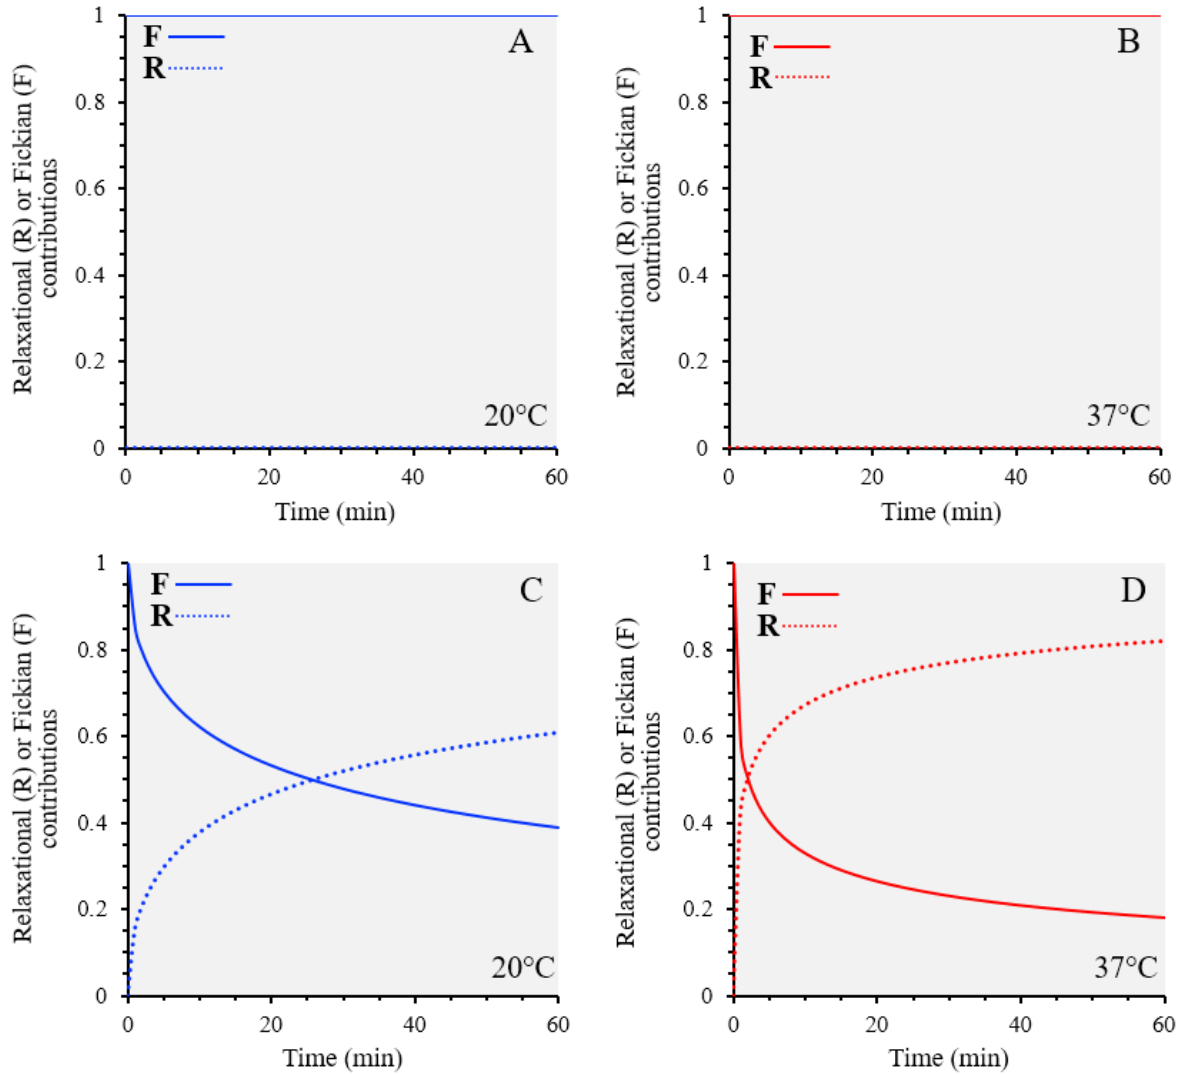 Relaxational (R) or Fickian (F)
contributions
1
0.8
0.6
0.4
0.2
0
F
R
A
20°C
0
20
40
60
Time (min)
Relaxational (R) or Fickian (F)
contributions
1
0.8
0.6
0.4
0.2
0
F
R
B
37°C
0
20
40
60
Time (min)
Relaxational (R) or Fickian (F)
contributions
1
0.8
0.6
0.4
0.2
0
F
R
C
20°C
0
20
40
60
Time (min)
Relaxational (R) or Fickian (F)
contributions
1
0.8
0.6
0.4
0.2
0
F
R
D
37°C
0
20
40
60
Time (min)